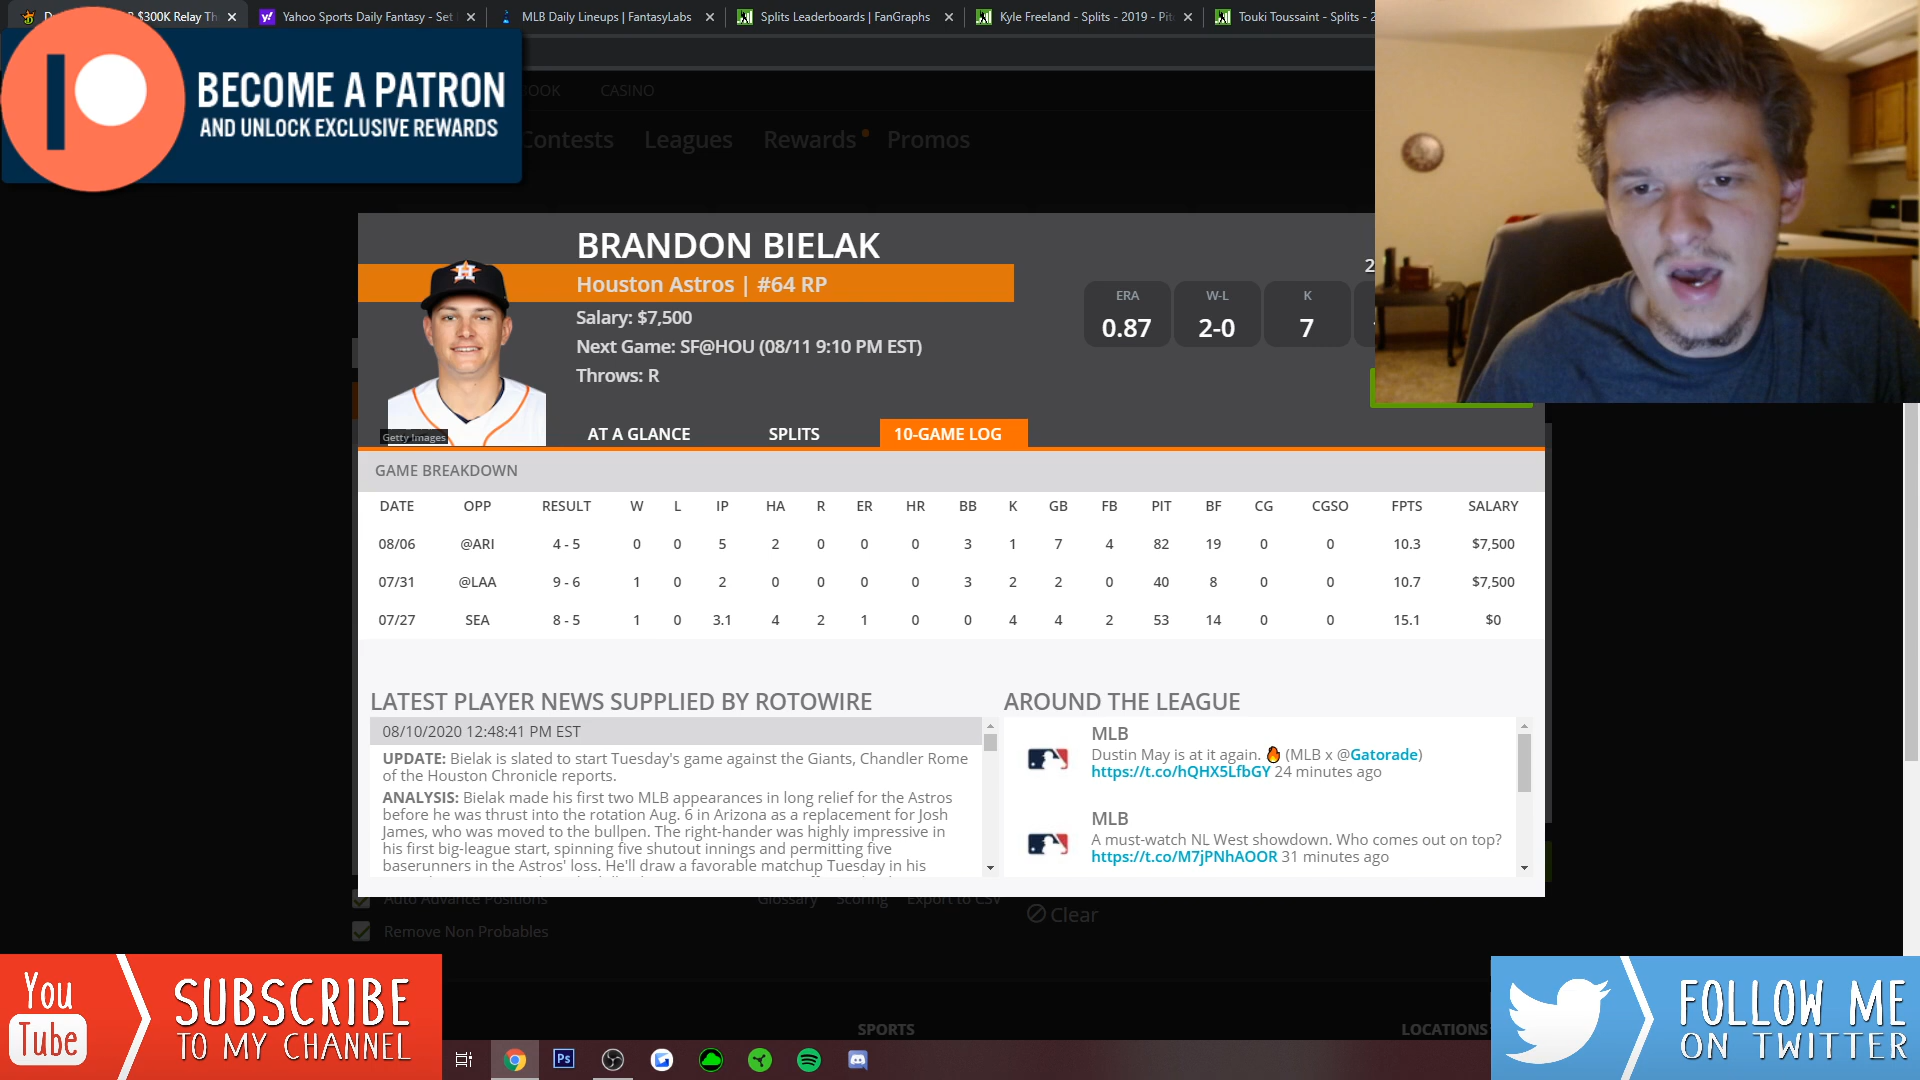 $300K Relay Th
Yahoo Sports Daily Fantasy - Set
MLB Daily Lineups | FantasyLabs
Splits Leaderboards | FanGraphs
Kyle Freeland - Splits - 2019 - Pit
Touki Toussaint - Splits - 2
BECOME A PATRON
AND UNLOCK EXCLUSIVE REWARDS
OOK
CASINO
Contests
Leagues
Rewards
Promos
BRANDON BIELAK
Houston Astros | #64 RP
Salary: $7,500
Next Game: SF@HOU (08/11 9:10 PM EST)
Throws: R
2
ERA W-L K
0.87 2-0 7
Getty Images
AT A GLANCE SPLITS 10-GAME LOG
GAME BREAKDOWN
DATE OPP RESULT W L IP HA R ER HR BB K GB FB PIT BF CG CGSO FPTS SALARY
08/06 @ARI 4 - 5 0 0 5 2 0 0 0 3 1 7 4 82 19 0 0 10.3 $7,500
07/31 @LAA 9 - 6 1 0 2 0 0 0 0 3 2 2 0 40 8 0 0 10.7 $7,500
07/27 SEA 8 - 5 1 0 3.1 4 2 1 0 0 4 4 2 53 14 0 0 15.1 $0
LATEST PLAYER NEWS SUPPLIED BY ROTOWIRE
08/10/2020 12:48:41 PM EST
UPDATE: Bielak is slated to start Tuesday's game against the Giants, Chandler Rome
of the Houston Chronicle reports.
ANALYSIS: Bielak made his first two MLB appearances in long relief for the Astros
before he was thrust into the rotation Aug. 6 in Arizona as a replacement for Josh
James, who was moved to the bullpen. The right-hander was highly impressive in
his first big-league start, spinning five shutout innings and permitting five
baserunners in the Astros' loss. He'll draw a favorable matchup Tuesday in his
AROUND THE LEAGUE
MLB
Dustin May is at it again. 🔥 (MLB x @Gatorade)
https://t.co/hQHX5LfbGY 24 minutes ago
MLB
A must-watch NL West showdown. Who comes out on top?
https://t.co/M7jPNhAOOR 31 minutes ago
Auto Advance Positions
Glossary
Scoring
Export to CSV
Clear
Remove Non Probables
You
Tube
SUBSCRIBE
TO MY CHANNEL
SPORTS
LOCATIONS
Ps
FOLLOW ME
ON TWITTER